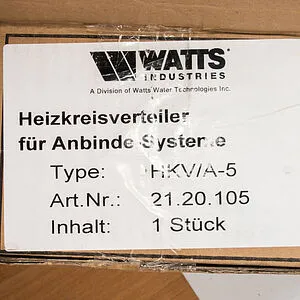 WATTS
INDUSTRIES
A Division of Watts Water Technologies Inc.
Heizkreisverteiler
für Anbinde Systeme
Type: HKV/A-5
Art.Nr.: 21.20.105
Inhalt: 1 Stück